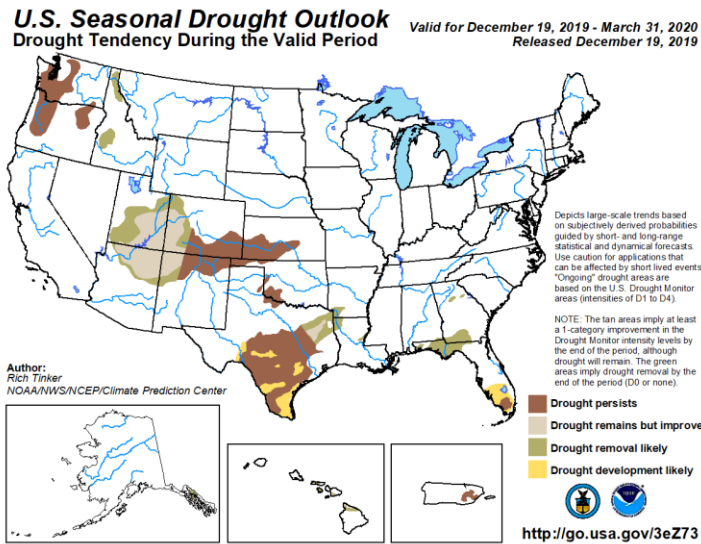 U.S. Seasonal Drought Outlook
Drought Tendency During the Valid Period
Valid for December 19, 2019 - March 31, 2020
Released December 19, 2019
Depicts large-scale trends based
on subjectively derived probabilities
guided by short- and long-range
statistical and dynamical forecasts.
Use caution for applications that
can be affected by short lived events.
"Ongoing" drought areas are
based on the U.S. Drought Monitor
areas (intensities of D1 to D4).
NOTE: The tan areas imply at least
a 1-category improvement in the
Drought Monitor intensity levels by
the end of the period, although
drought will remain. The green
areas imply drought removal by the
end of the period (D0 or none).
Author:
Rich Tinker
NOAA/NWS/NCEP/Climate Prediction Center
Drought persists
Drought remains but improve
Drought removal likely
Drought development likely
http://go.usa.gov/3eZ73